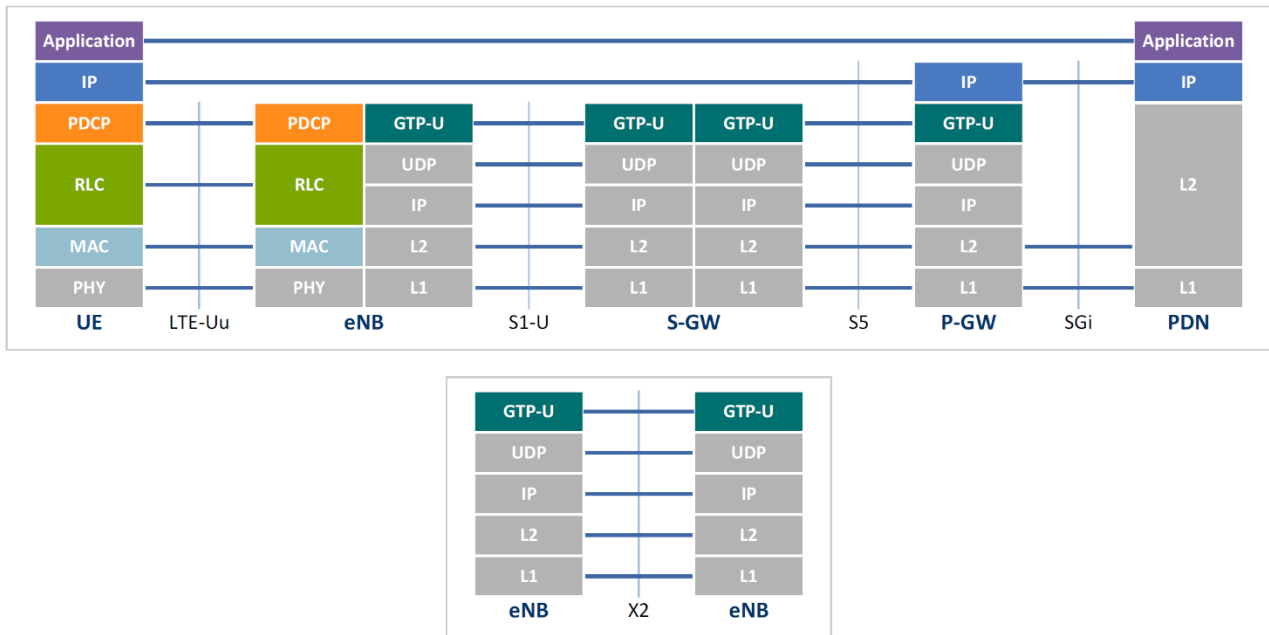 Application Application
IP IP IP
PDCP PDCP GTP-U GTP-U GTP-U GTP-U
UDP UDP UDP UDP
RLC RLC L2
IP IP IP IP
MAC MAC L2 L2 L2 L2
PHY PHY L1 L1 L1 L1 L1
UE LTE-Uu eNB S1-U S-GW S5 P-GW SGi PDN
GTP-U GTP-U
UDP UDP
IP IP
L2 L2
L1 L1
eNB X2 eNB